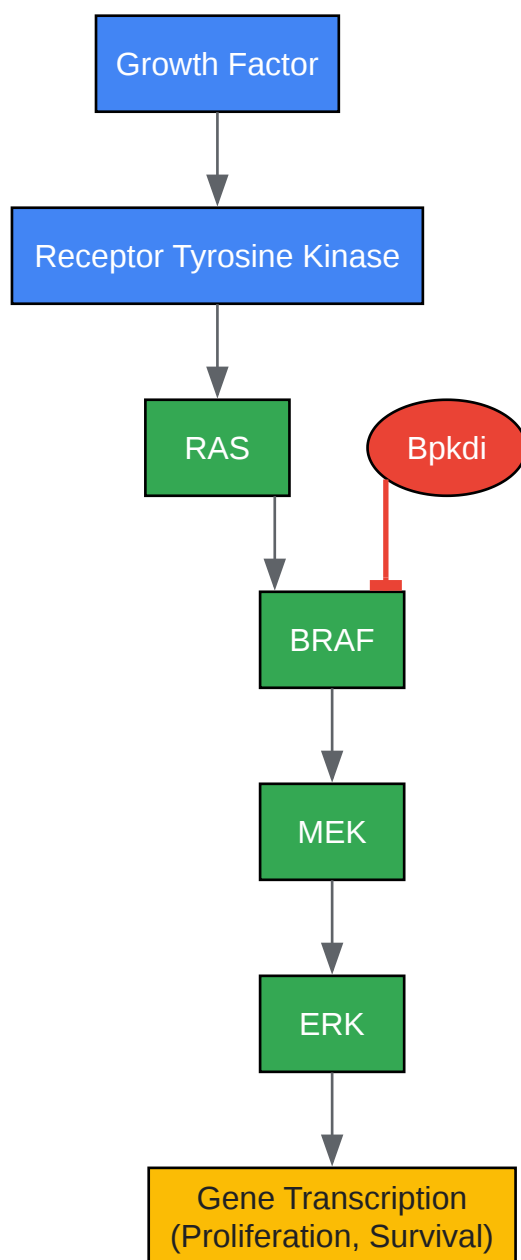 Growth Factor
Receptor Tyrosine Kinase
RAS
Bpkdi
BRAF
MEK
ERK
Gene Transcription
(Proliferation, Survival)